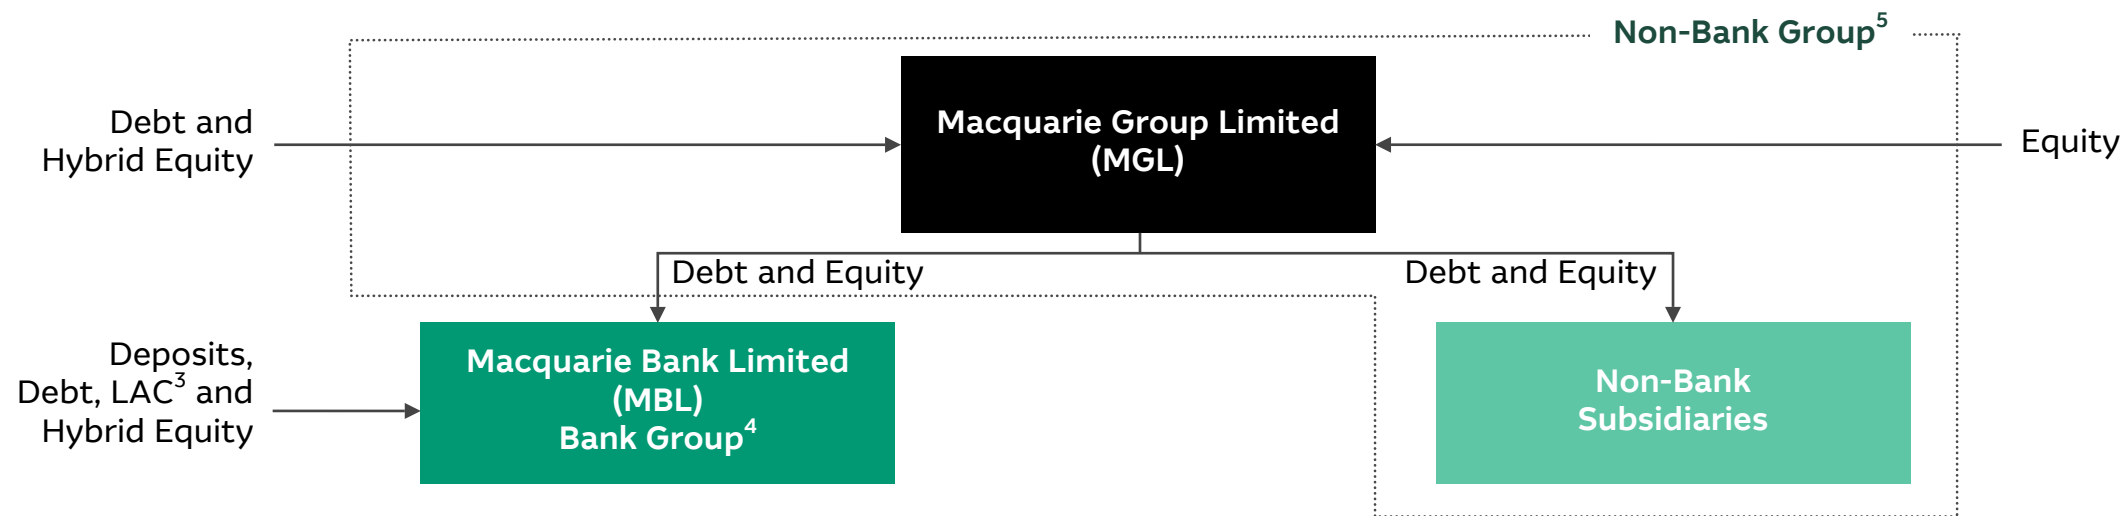 Non-Bank Group5
Debt and
Hybrid Equity
Macquarie Group Limited
(MGL)
Equity
Debt and Equity
Debt and Equity
Deposits,
Debt, LAC3 and
Hybrid Equity
Macquarie Bank Limited
(MBL)
Bank Group4
Non-Bank
Subsidiaries